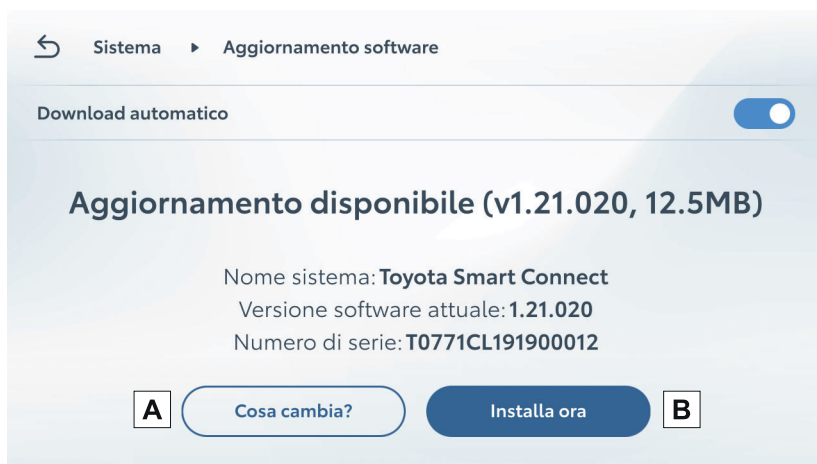 Sistema ▸ Aggiornamento software
Download automatico
Aggiornamento disponibile (v1.21.020, 12.5MB)
Nome sistema: Toyota Smart Connect
Versione software attuale: 1.21.020
Numero di serie: T0771CL191900012
A Cosa cambia? Installa ora B